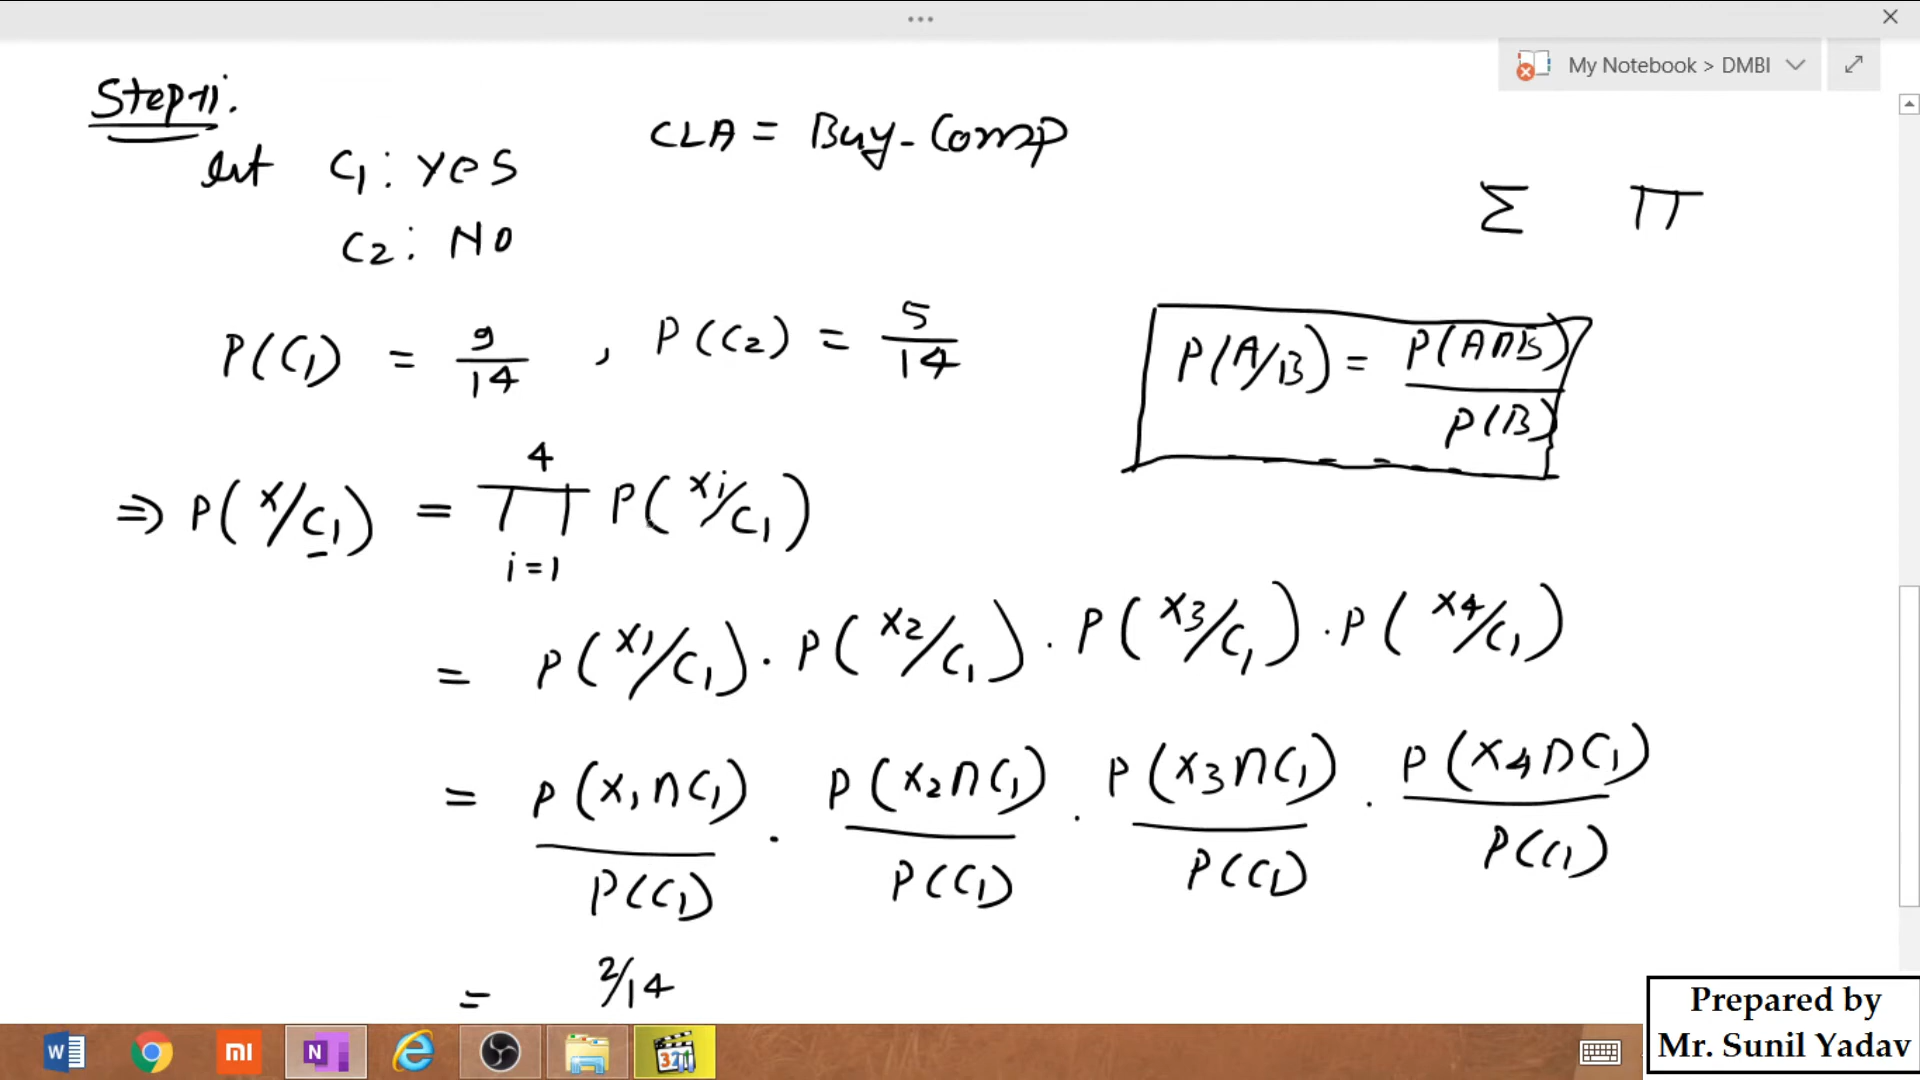 My Notebook > DMBI
Step-II:
Let C1: Yes
CLA = Buy-Comp
C2: NO
Σ Π
P(C1) = 9/14 , P(C2) = 5/14
P(A/B) = P(A∩B)/P(B)
⇒ P(X/C1) = 4 Π i=1 P(Xi/C1)
= P(X1/C1) · P(X2/C1) · P(X3/C1) · P(X4/C1)
= P(X1∩C1)/P(C1) · P(X2∩C1)/P(C1) · P(X3∩C1)/P(C1) · P(X4∩C1)/P(C1)
= 2/14
Prepared by
Mr. Sunil Yadav
W mi N 321